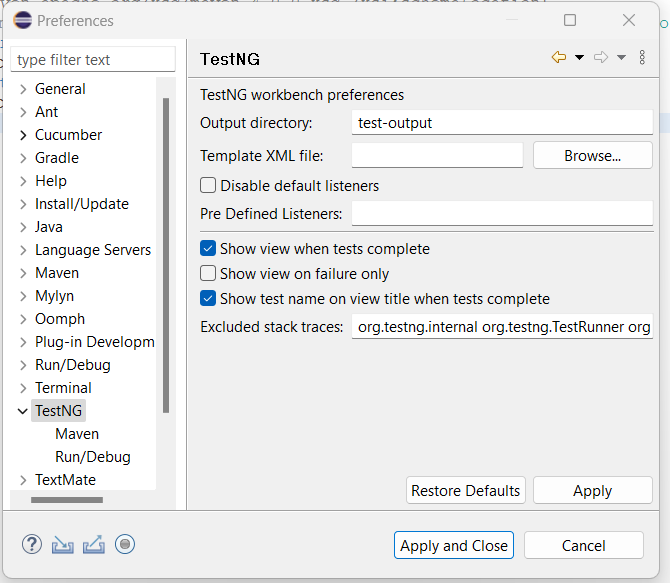 Preferences
type filter text
General
Ant
Cucumber
Gradle
Help
Install/Update
Java
Language Servers
Maven
Mylyn
Oomph
Plug-in Developm
Run/Debug
Terminal
TestNG
Maven
Run/Debug
TextMate
TestNG
TestNG workbench preferences
Output directory: test-output
Template XML file: Browse...
Disable default listeners
Pre Defined Listeners:
Show view when tests complete
Show view on failure only
Show test name on view title when tests complete
Excluded stack traces: org.testng.internal org.testng.TestRunner org
Restore Defaults Apply
Apply and Close Cancel